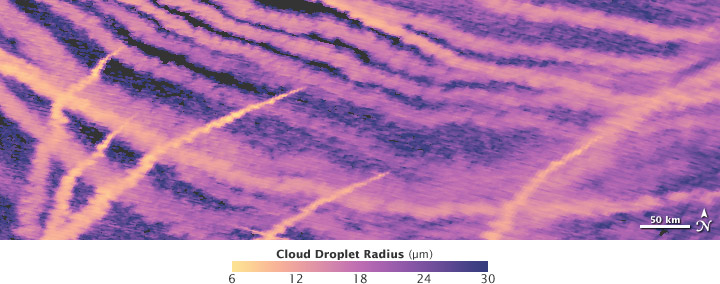 50 km
N
Cloud Droplet Radius (μm)
6 12 18 24 30